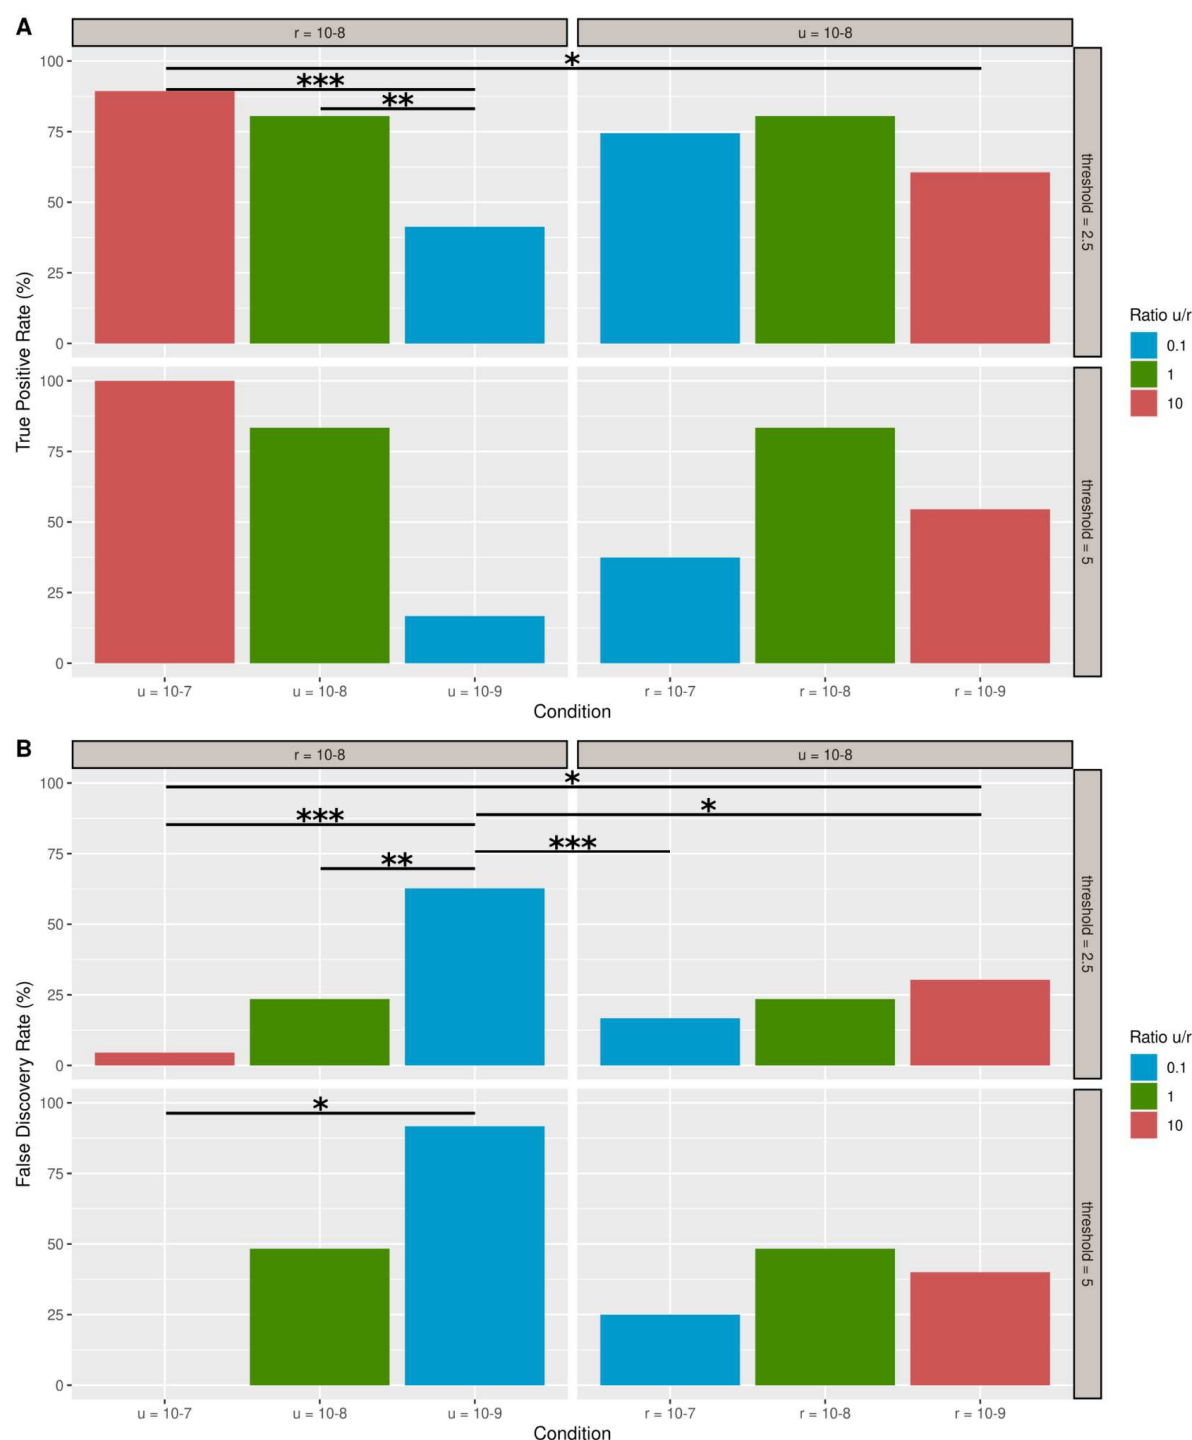 A
r = 10-8
u = 10-8
True Positive Rate (%)
100
*
***
**
75
50
25
0
threshold = 2.5
100
75
50
25
0
threshold = 5
u = 10-7
u = 10-8
u = 10-9
r = 10-7
r = 10-8
r = 10-9
Condition
Ratio u/r
0.1
1
10
B
r = 10-8
u = 10-8
False Discovery Rate (%)
100
*
***
*
***
**
75
50
25
0
threshold = 2.5
100
*
75
50
25
0
threshold = 5
u = 10-7
u = 10-8
u = 10-9
r = 10-7
r = 10-8
r = 10-9
Condition
Ratio u/r
0.1
1
10